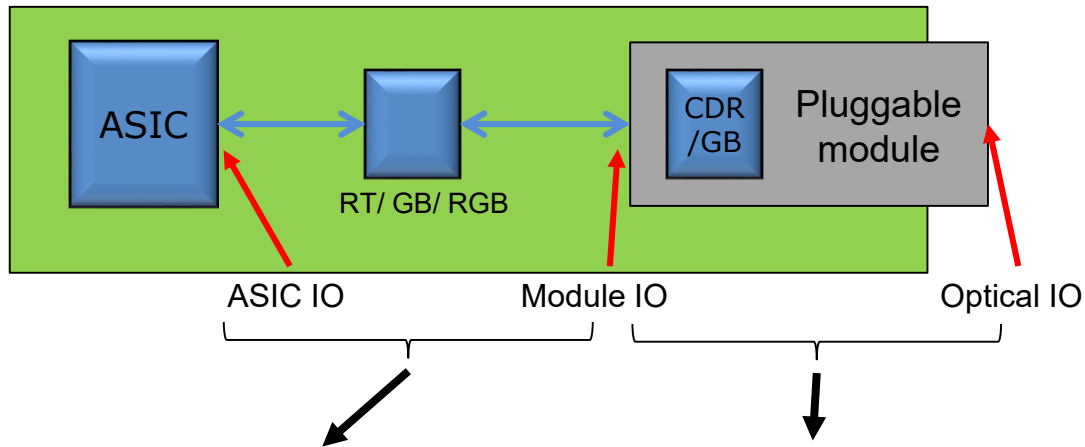 ASIC
RT/ GB/ RGB
CDR
/GB
Pluggable
module
ASIC IO
Module IO
Optical IO